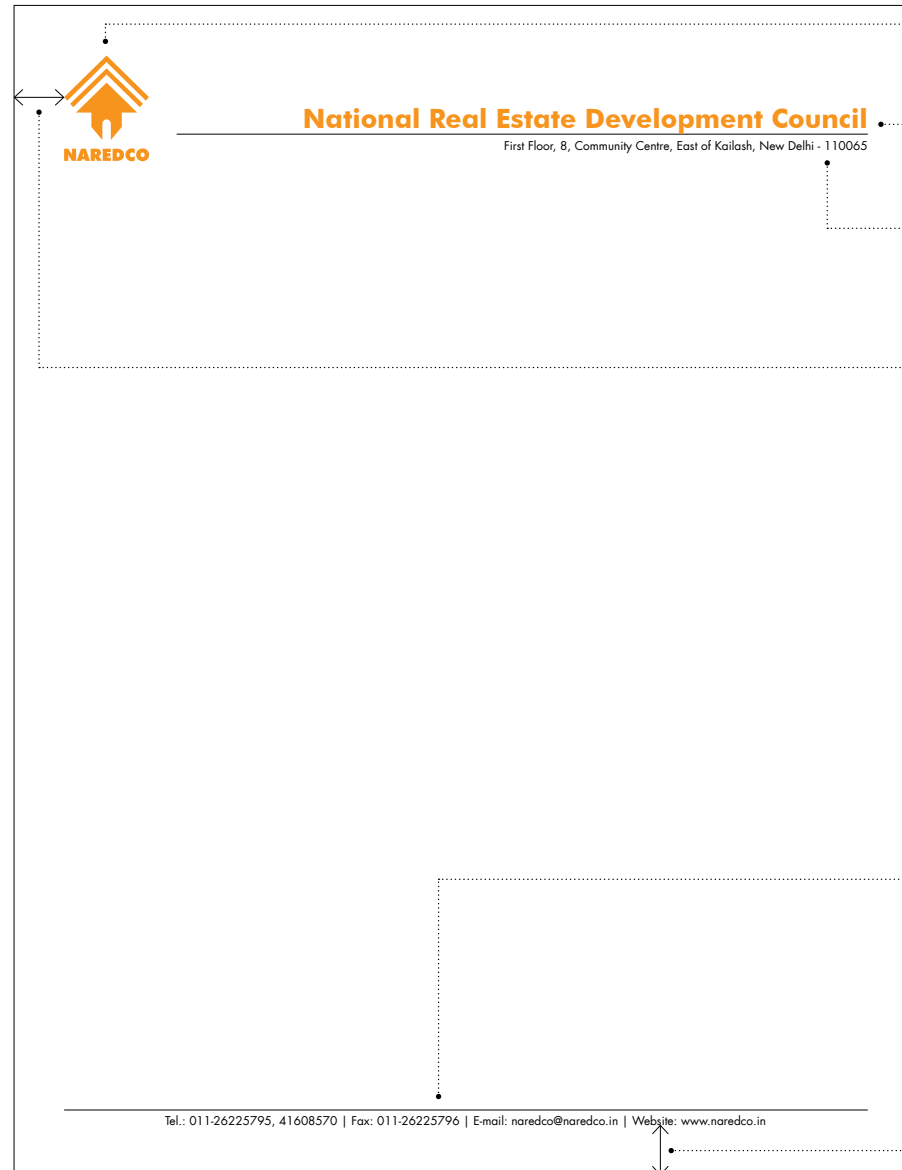 National Real Estate Development Council
NAREDCO
First Floor, 8, Community Centre, East of Kailash, New Delhi - 110065
Tel.: 011-26225795, 41608570 | Fax: 011-26225796 | E-mail: naredco@naredco.in | Website: www.naredco.in